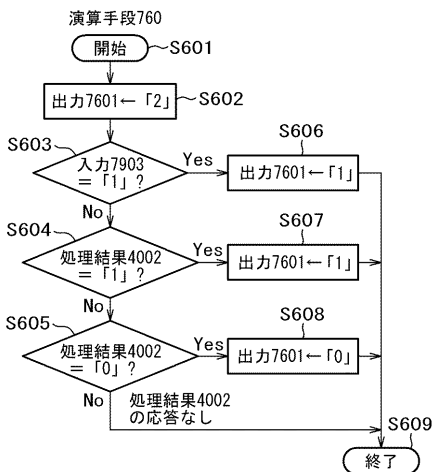 演算手段760
開始
S601
出力7601←「2」
S602
S603
入力7903
=「1」?
Yes
No
S606
出力7601←「1」
S604
処理結果4002
=「1」?
Yes
No
S607
出力7601←「1」
S605
処理結果4002
=「0」?
Yes
No
S608
出力7601←「0」
処理結果4002
の応答なし
S609
終了